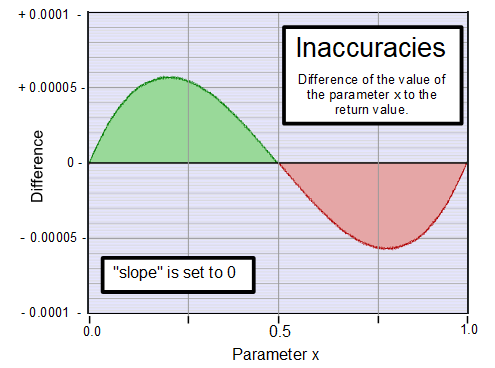 + 0.0001 -
Inaccuracies
Difference of the value of
the parameter x to the
return value.
+ 0.00005 -
Difference
0 -
- 0.00005 -
"slope" is set to 0
- 0.0001 -
0.0
0.5
1.0
Parameter x